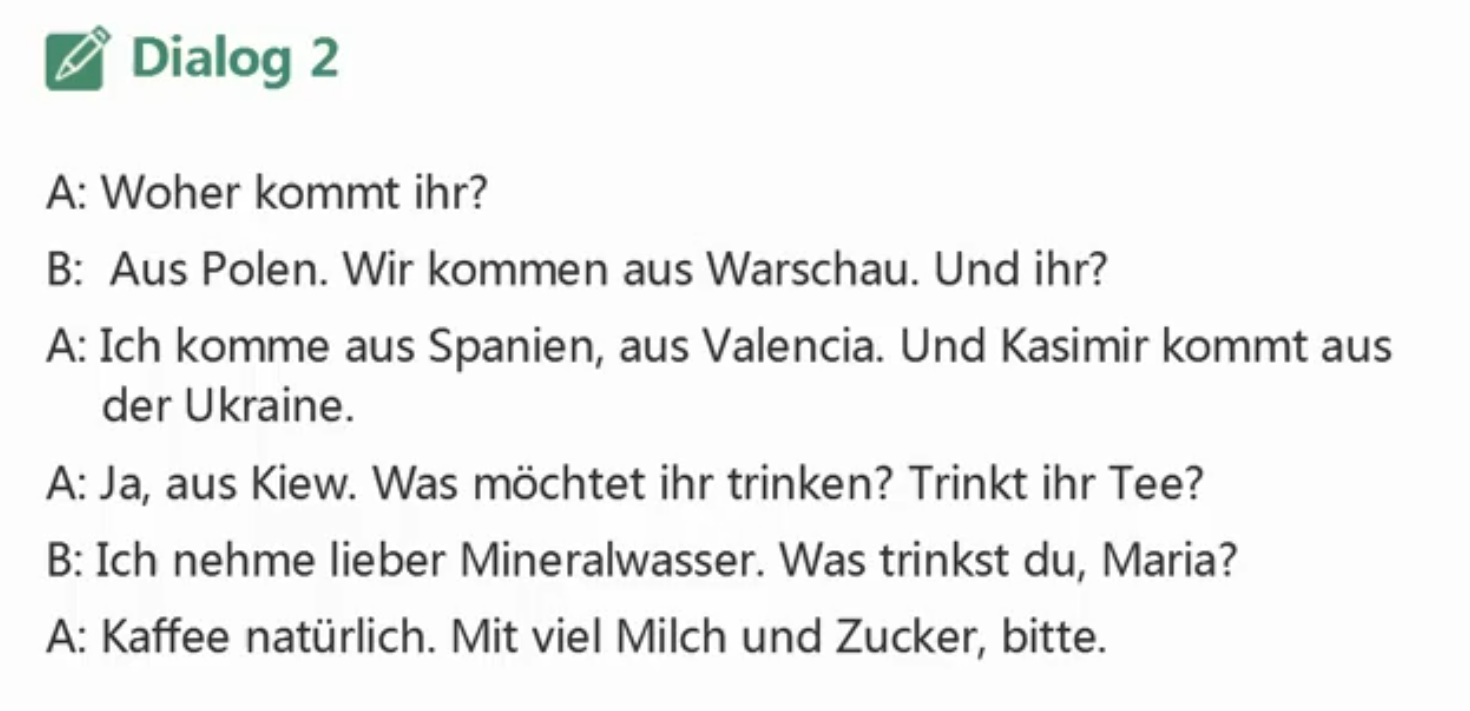 Dialog 2
A: Woher kommt ihr?
B: Aus Polen. Wir kommen aus Warschau. Und ihr?
A: Ich komme aus Spanien, aus Valencia. Und Kasimir kommt aus
der Ukraine.
A: Ja, aus Kiew. Was möchtet ihr trinken? Trinkt ihr Tee?
B: Ich nehme lieber Mineralwasser. Was trinkst du, Maria?
A: Kaffee natürlich. Mit viel Milch und Zucker, bitte.